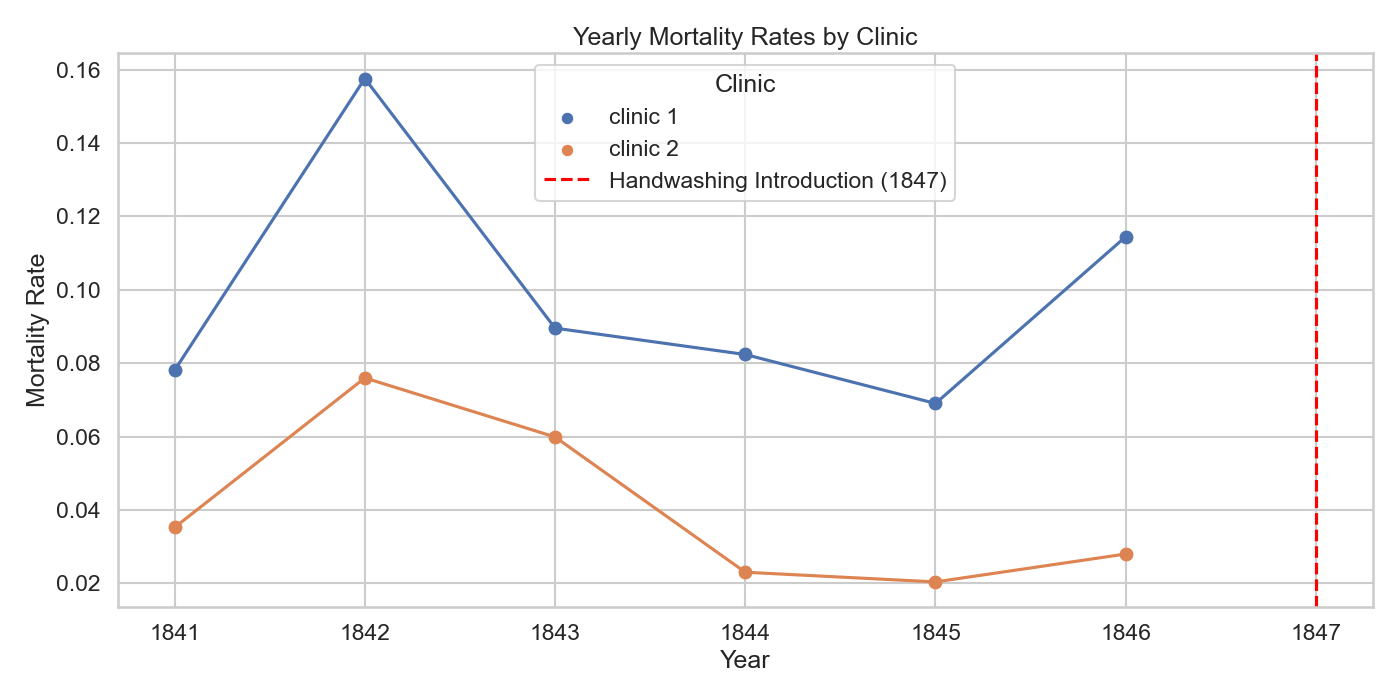 Yearly Mortality Rates by Clinic
Clinic
clinic 1
clinic 2
Handwashing Introduction (1847)
Mortality Rate
0.16
0.14
0.12
0.10
0.08
0.06
0.04
0.02
1841 1842 1843 1844 1845 1846 1847
Year